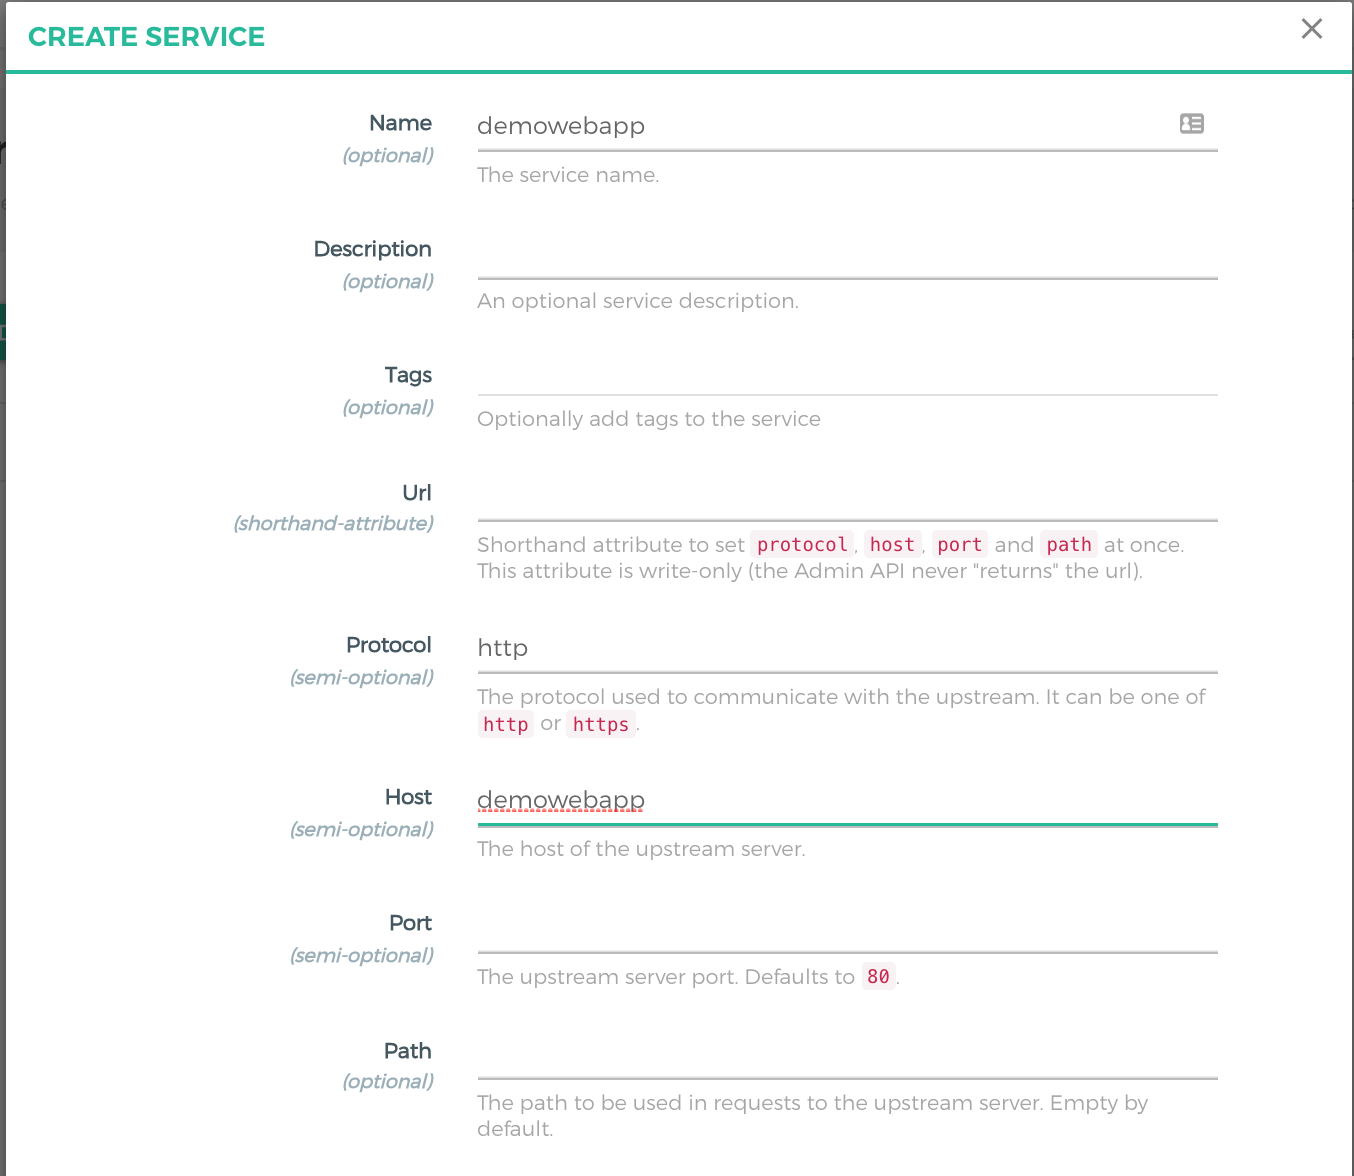 CREATE SERVICE
Name
(optional)
demowebapp
The service name.
Description
(optional)
An optional service description.
Tags
(optional)
Optionally add tags to the service
Url
(shorthand-attribute)
Shorthand attribute to set protocol, host, port and path at once.
This attribute is write-only (the Admin API never "returns" the url).
Protocol
(semi-optional)
http
The protocol used to communicate with the upstream. It can be one of
http or https.
Host
(semi-optional)
demowebapp
The host of the upstream server.
Port
(semi-optional)
The upstream server port. Defaults to 80.
Path
(optional)
The path to be used in requests to the upstream server. Empty by
default.